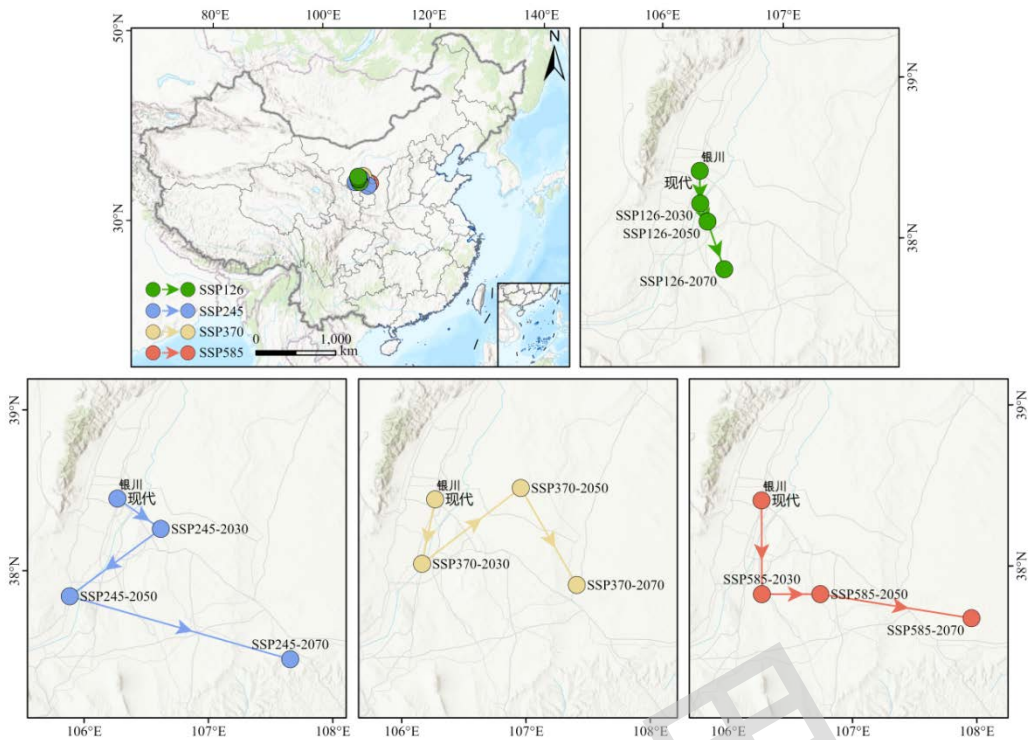 80°E 100°E 120°E 140°E
50°N
30°N
N
SSP126
SSP245
SSP370
SSP585
0 1,000
km
106°E 107°E
39°N
38°N
银川
现代
SSP126-2030
SSP126-2050
SSP126-2070
39°N
38°N
银川
现代
SSP245-2030
SSP245-2050
SSP245-2070
106°E 107°E
银川
现代
SSP370-2050
SSP370-2030
SSP370-2070
106°E 107°E 108°E
39°N
38°N
银川
现代
SSP585-2030
SSP585-2050
SSP585-2070
106°E 107°E 108°E